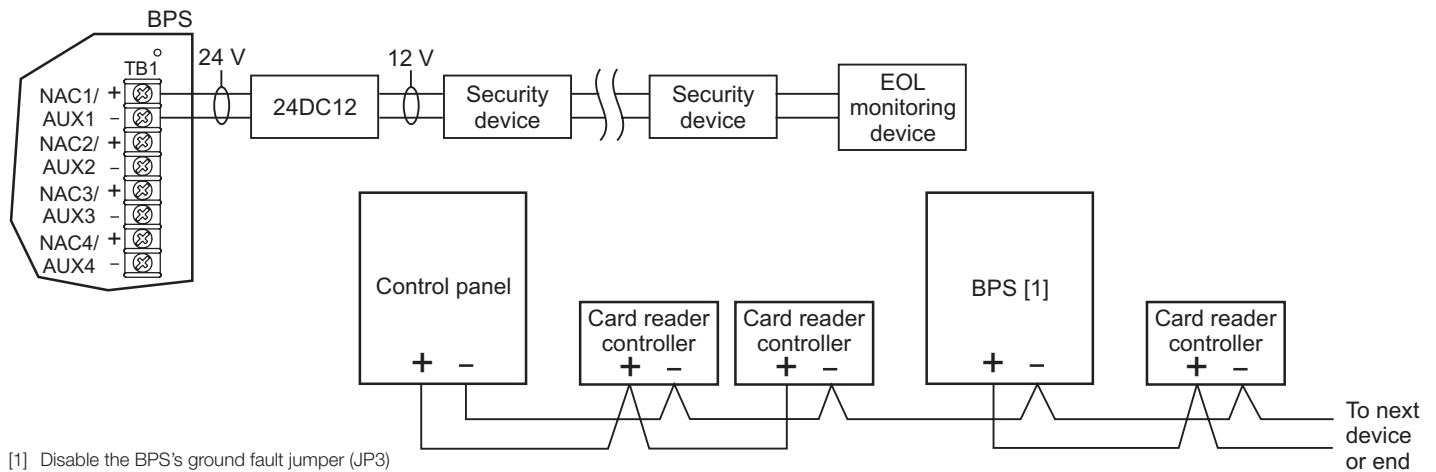 BPS
TB1
24 V
12 V
NAC1/ +
AUX1 –
NAC2/ +
AUX2 –
NAC3/ +
AUX3 –
NAC4/ +
AUX4 –
24DC12
Security
device
Security
device
EOL
monitoring
device
Control panel
+ –
Card reader
controller
+ –
Card reader
controller
+ –
BPS [1]
+ –
Card reader
controller
+ –
To next
device
or end
[1] Disable the BPS's ground fault jumper (JP3)